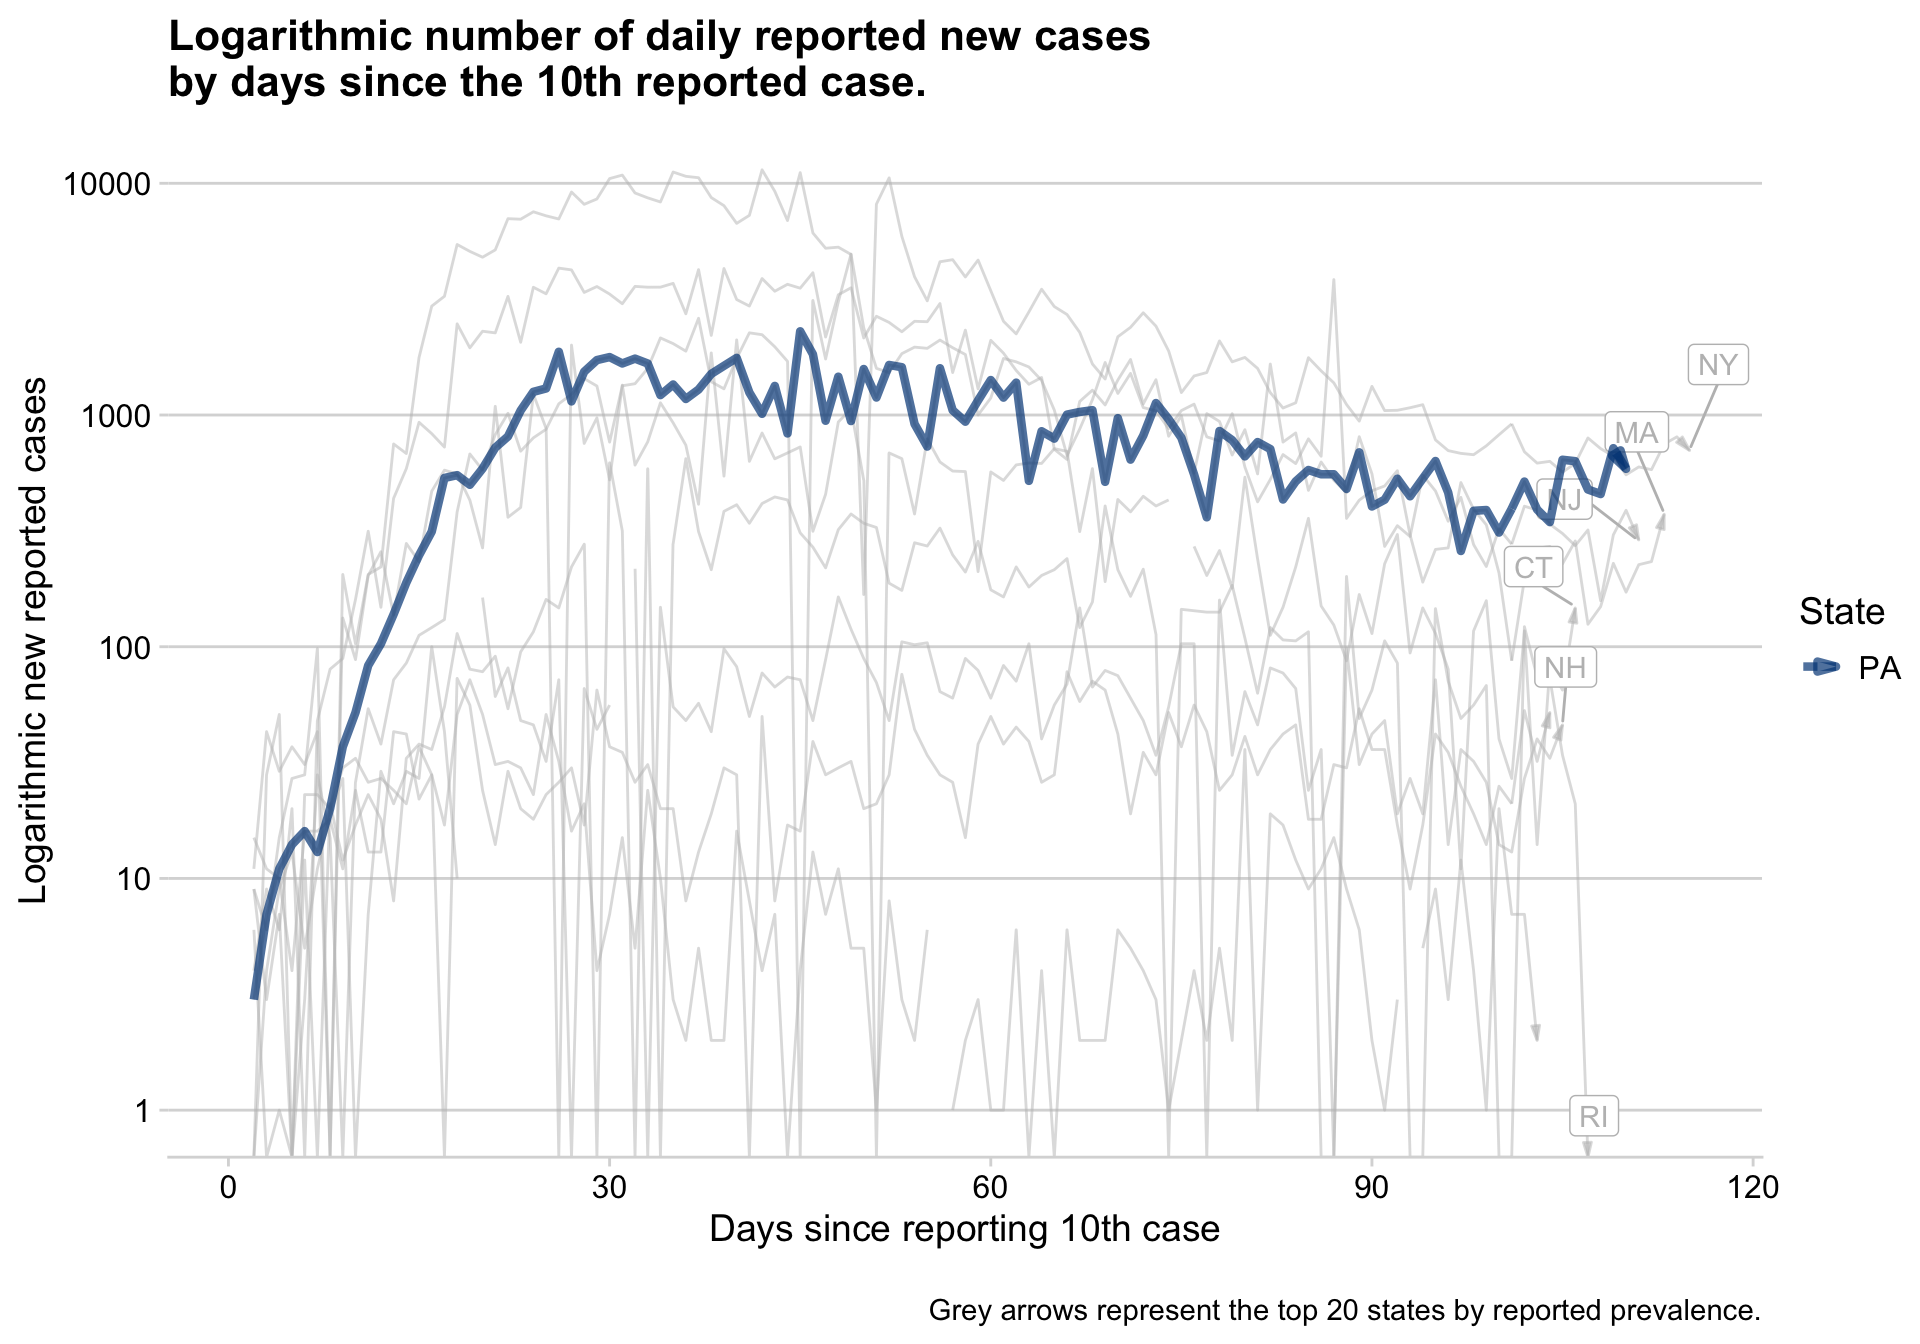 Logarithmic number of daily reported new cases
by days since the 10th reported case.
Logarithmic new reported cases
10000
1000
100
10
1
NY
MA
NJ
CT
NH
RI
State
PA
0
30
60
90
120
Days since reporting 10th case
Grey arrows represent the top 20 states by reported prevalence.